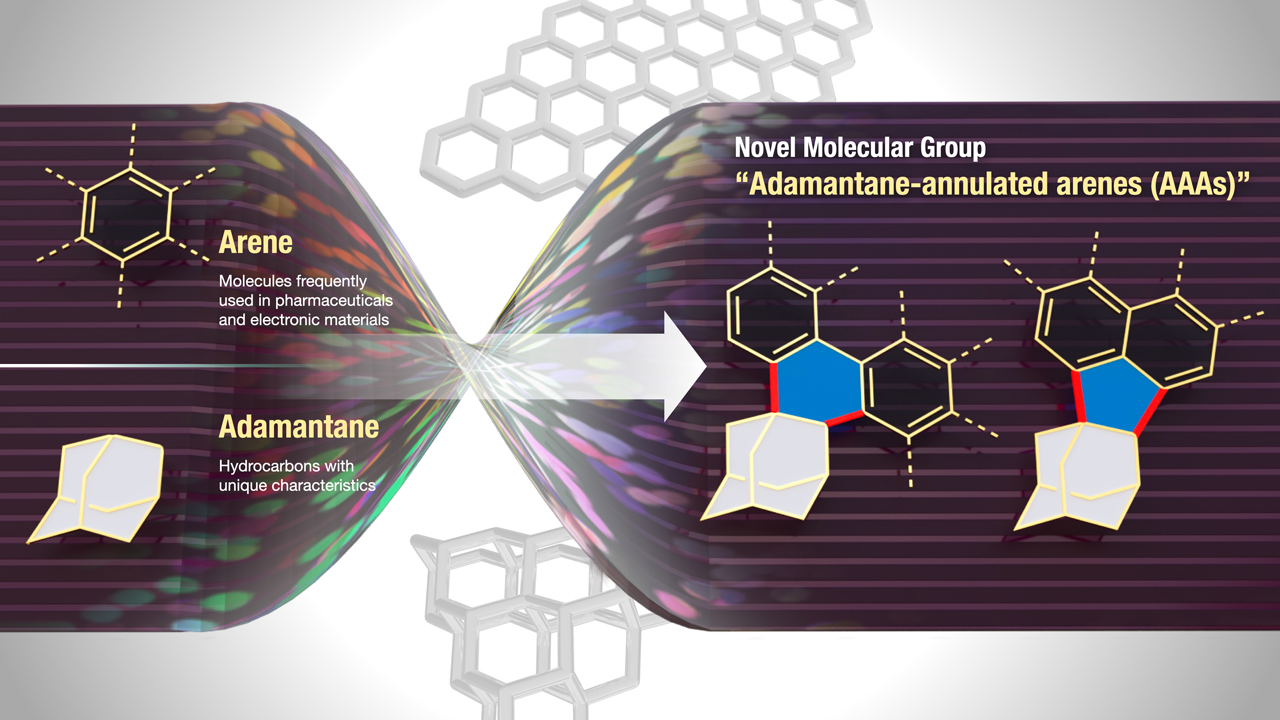 Arene
Molecules frequently
used in pharmaceuticals
and electronic materials
Adamantane
Hydrocarbons with
unique characteristics
Novel Molecular Group
“Adamantane-annulated arenes (AAAs)”